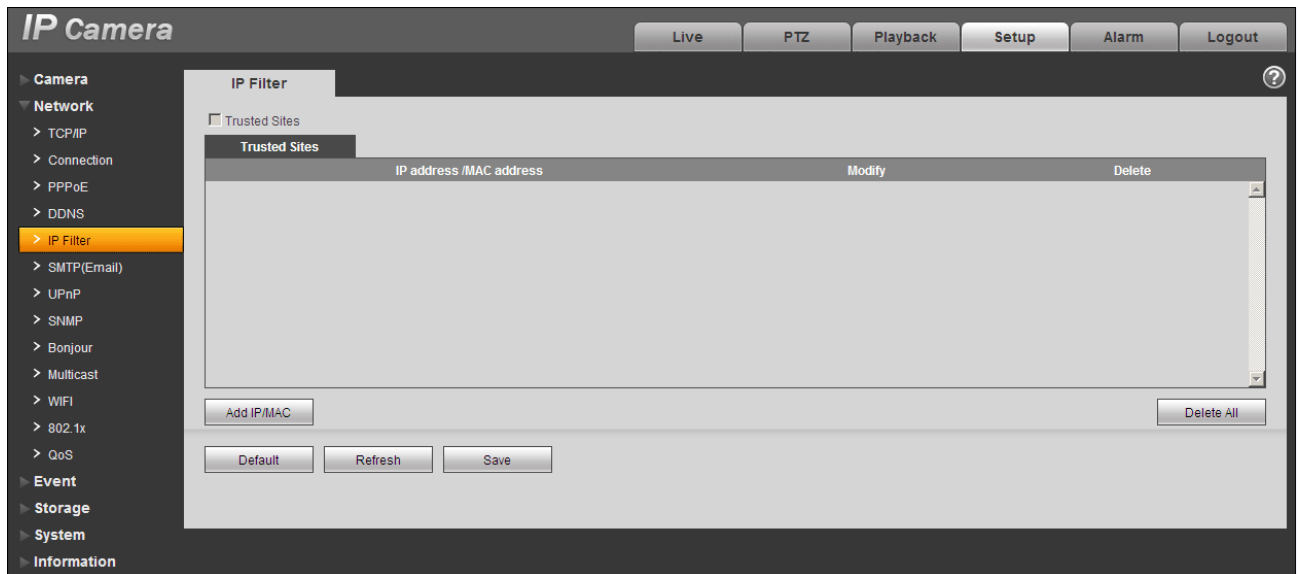 IP Camera
Live PTZ Playback Setup Alarm Logout
Camera
Network
TCP/IP
Connection
PPPoE
DDNS
IP Filter
SMTP(Email)
UPnP
SNMP
Bonjour
Multicast
WIFI
802.1x
QoS
Event
Storage
System
Information
IP Filter
?
Trusted Sites
Trusted Sites
IP address /MAC address Modify Delete
Add IP/MAC Delete All
Default Refresh Save